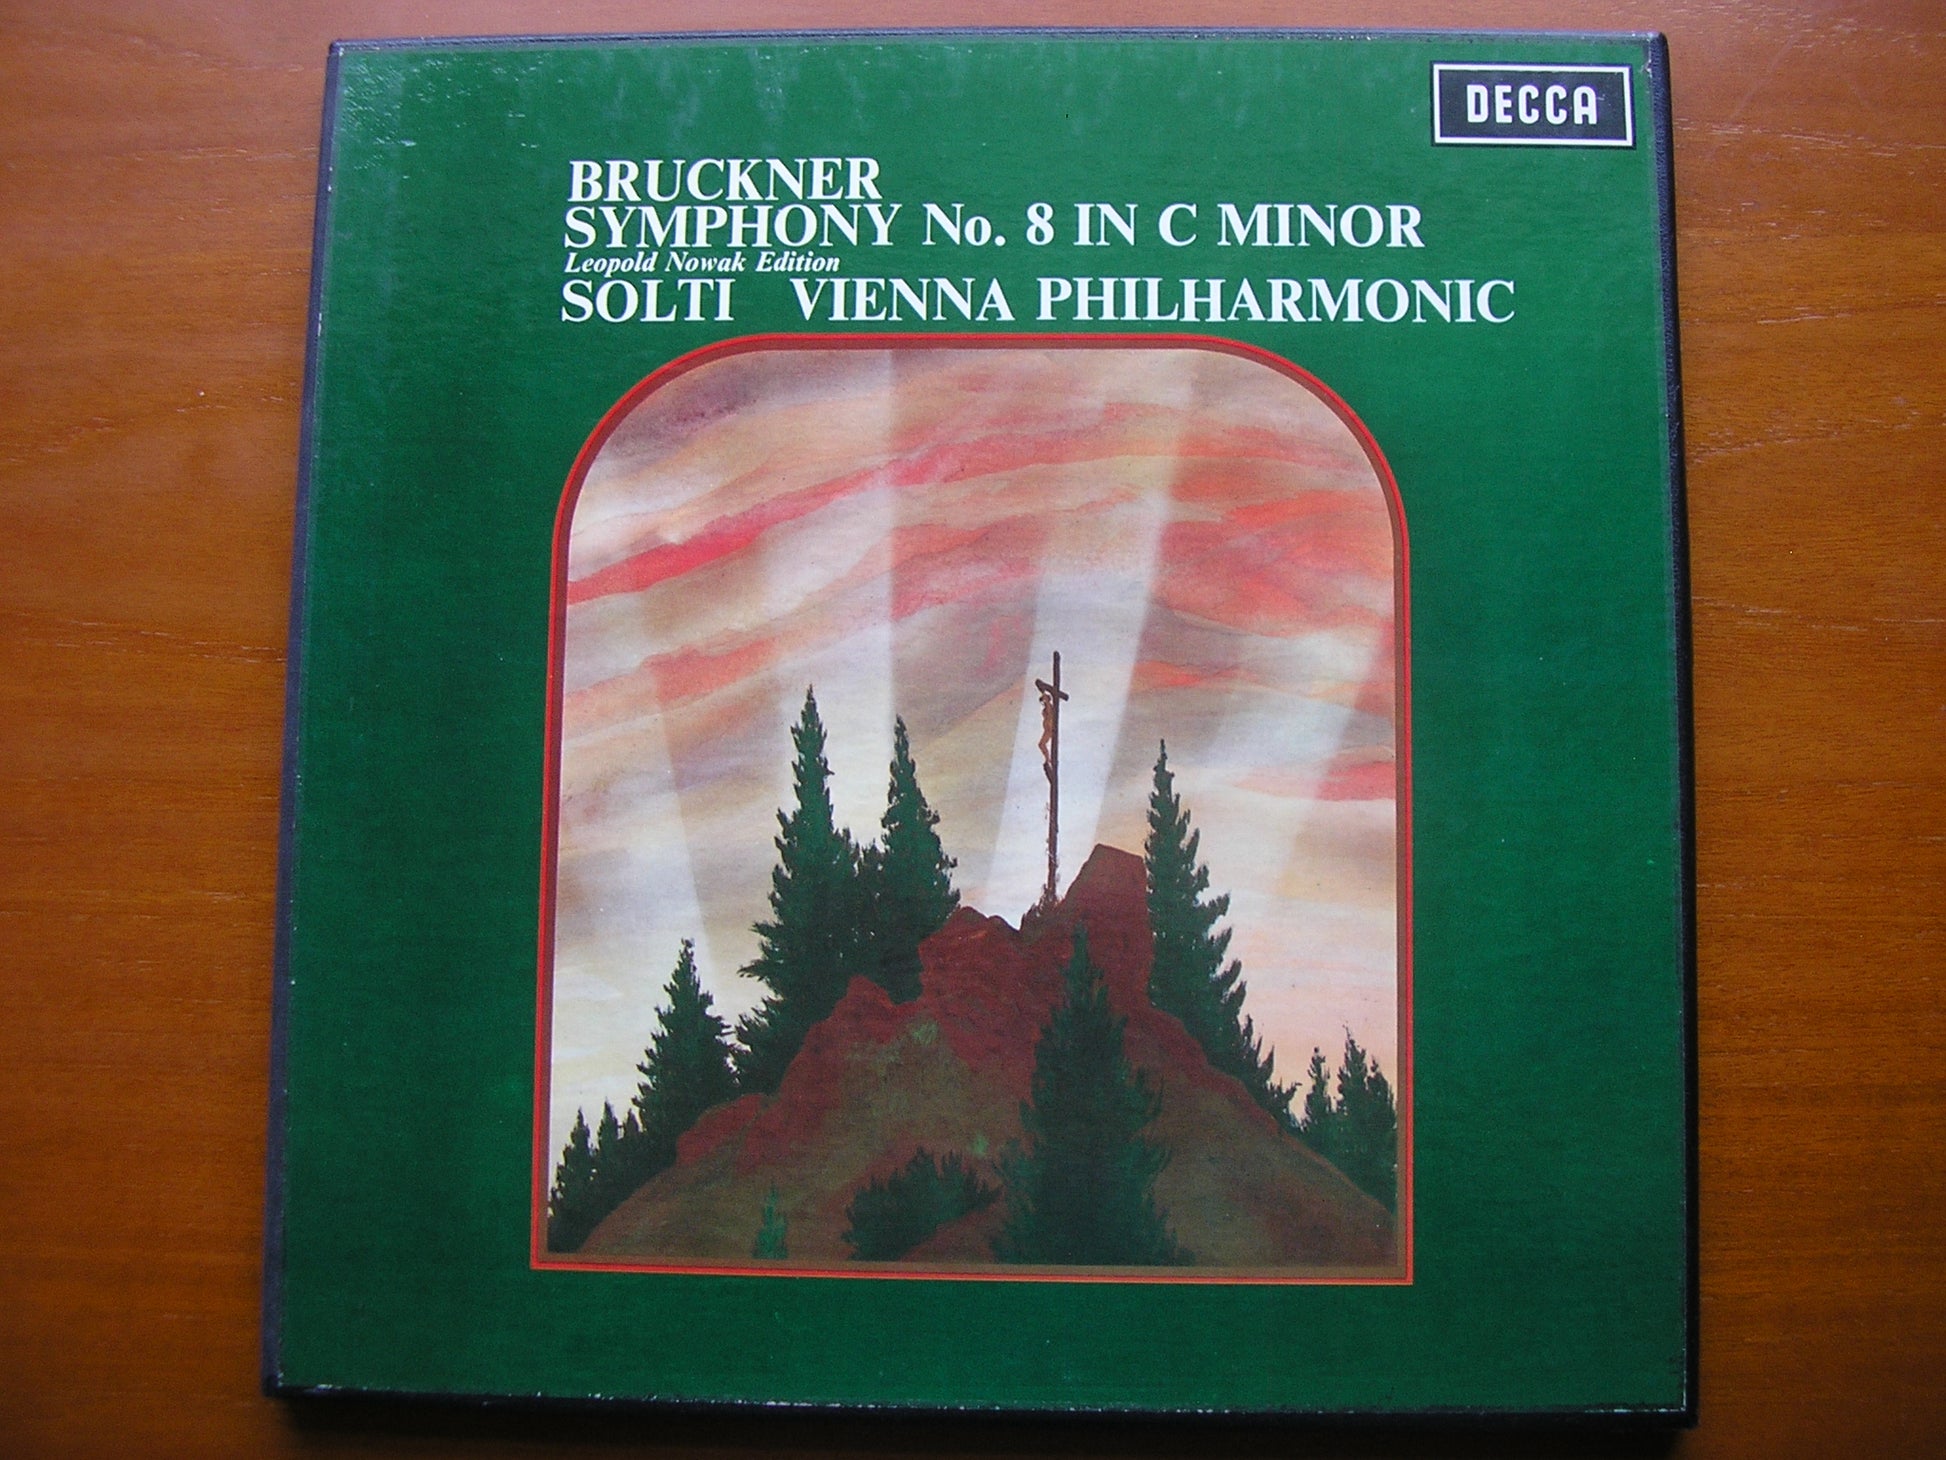 DECCA
BRUCKNER
SYMPHONY No. 8 IN C MINOR
Leopold Nowak Edition
SOLTI VIENNA PHILHARMONIC